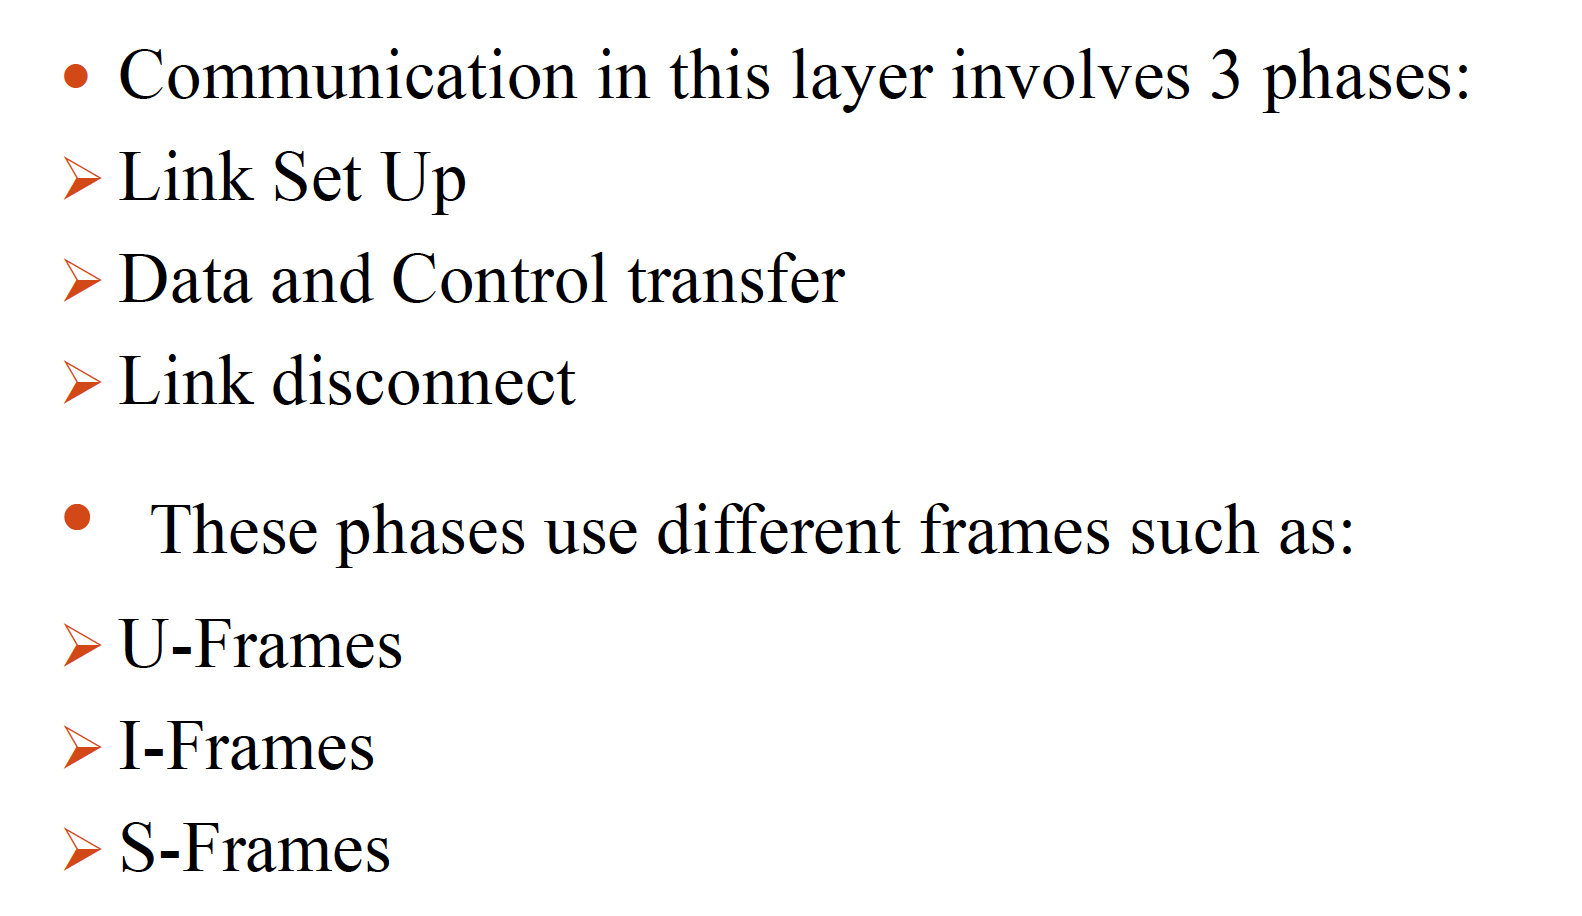 • Communication in this layer involves 3 phases:
➢ Link Set Up
➢ Data and Control transfer
➢ Link disconnect
• These phases use different frames such as:
➢ U-Frames
➢ I-Frames
➢ S-Frames